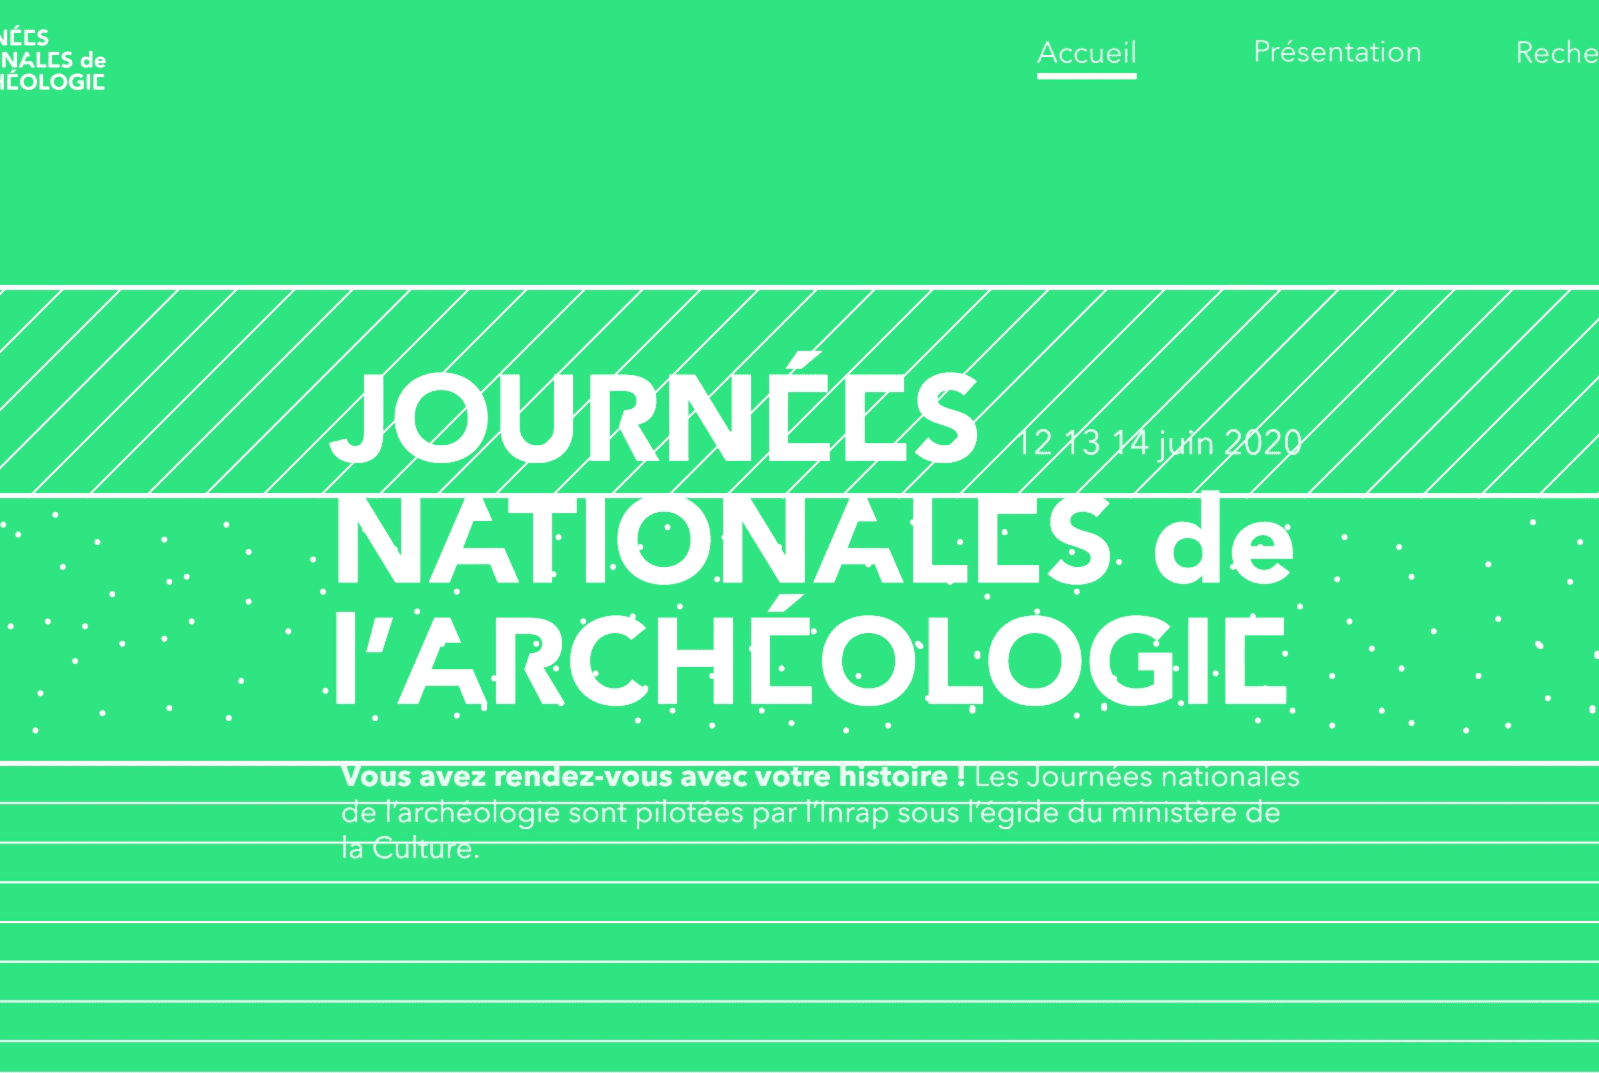 NÉES
NALES de
HÉOLOGIE
Accueil
Présentation
Reche
JOURNÉES
12 13 14 juin 2020
NATIONALES de
l'ARCHÉOLOGIE
Vous avez rendez-vous avec votre histoire ! Les Journées nationales
de l'archéologie sont pilotées par l'Inrap sous l'égide du ministère de
la Culture.